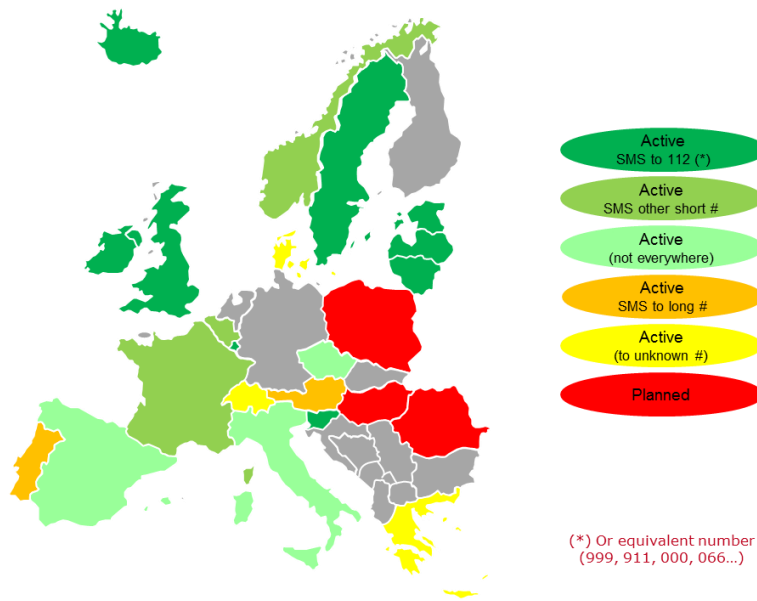 Active
SMS to 112 (*)
Active
SMS other short #
Active
(not everywhere)
Active
SMS to long #
Active
(to unknown #)
Planned
(*) Or equivalent number
(999, 911, 000, 066...)